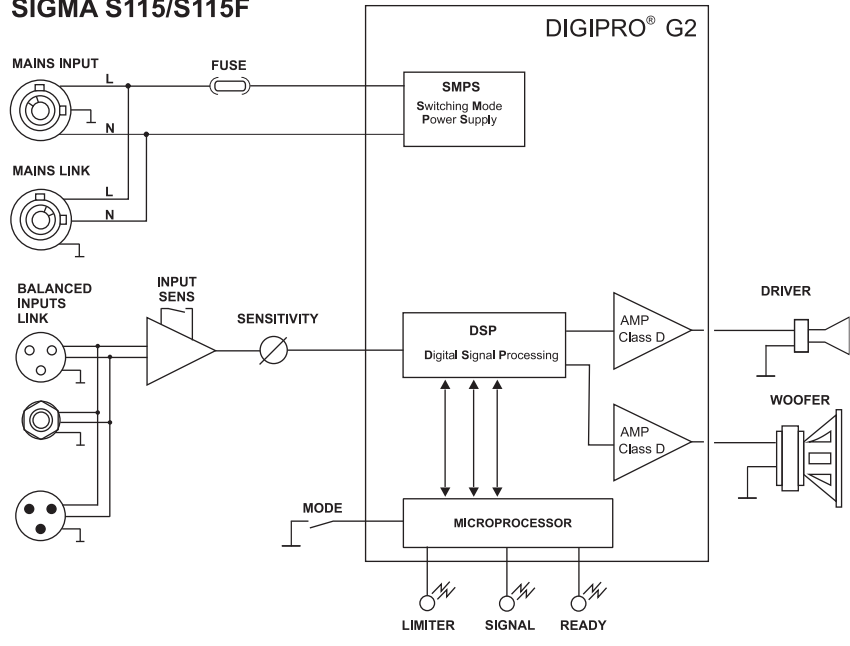 SIGMA S115/S115F
DIGIPRO® G2
MAINS INPUT
L
FUSE
N
SMPS
Switching Mode
Power Supply
MAINS LINK
L
N
BALANCED
INPUTS
LINK
INPUT
SENS
SENSITIVITY
DSP
Digital Signal Processing
AMP
Class D
DRIVER
AMP
Class D
WOOFER
MODE
MICROPROCESSOR
LIMITER
SIGNAL
READY